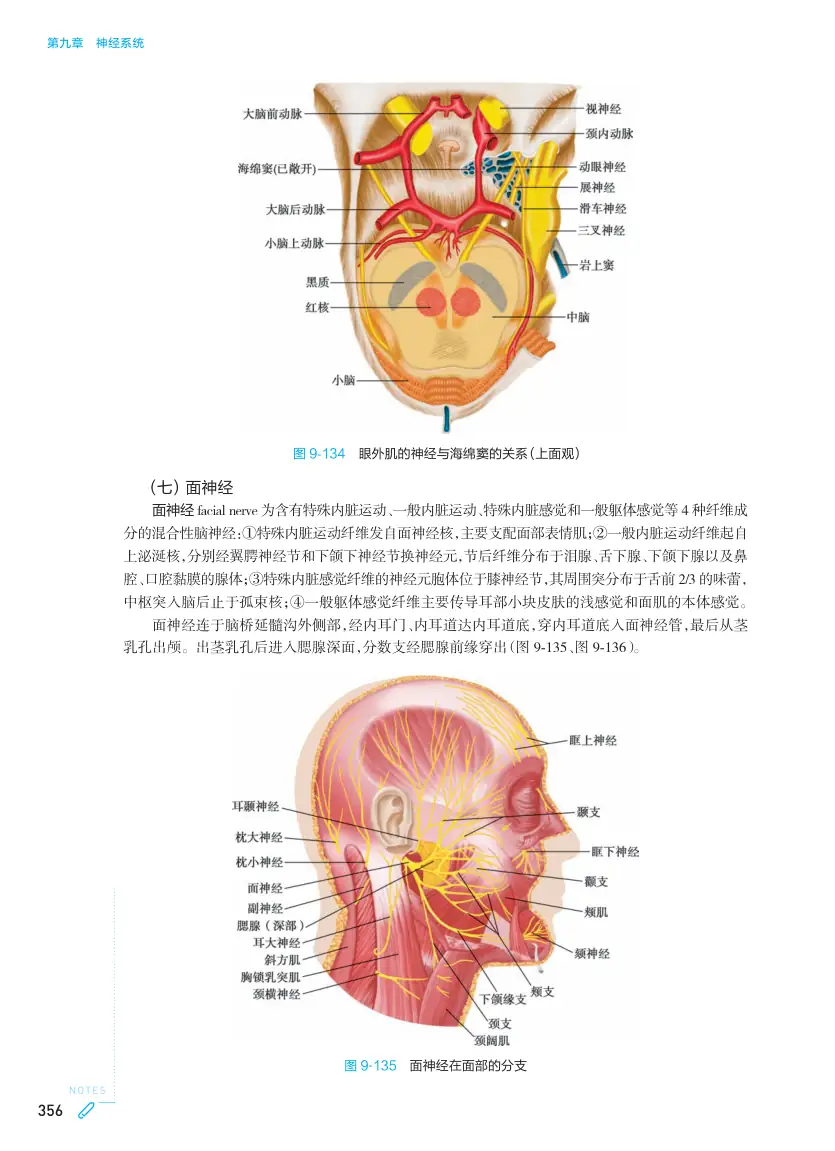 第九章　神经系统
大脑前动脉
海绵窦(已敞开)
大脑后动脉
小脑上动脉
黑质
红核
小脑
视神经
颈内动脉
动眼神经
展神经
滑车神经
三叉神经
岩上窦
中脑
图 9-134　眼外肌的神经与海绵窦的关系（上面观）
（七）面神经
面神经 facial nerve 为含有特殊内脏运动、一般内脏运动、特殊内脏感觉和一般躯体感觉等 4 种纤维成
分的混合性脑神经：①特殊内脏运动纤维发自面神经核，主要支配面部表情肌；②一般内脏运动纤维起自
上泌涎核，分别经翼腭神经节和下颌下神经节换神经元，节后纤维分布于泪腺、舌下腺、下颌下腺以及鼻
腔、口腔黏膜的腺体；③特殊内脏感觉纤维的神经元胞体位于膝神经节，其周围突分布于舌前 2/3 的味蕾，
中枢突入脑后止于孤束核；④一般躯体感觉纤维主要传导耳部小块皮肤的浅感觉和面肌的本体感觉。
面神经连于脑桥延髓沟外侧部，经内耳门、内耳道达内耳道底，穿内耳道底入面神经管，最后从茎
乳孔出颅。出茎乳孔后进入腮腺深面，分数支经腮腺前缘穿出（图 9-135、图 9-136）。
耳颞神经
枕大神经
枕小神经
面神经
副神经
腮腺（深部）
耳大神经
斜方肌
胸锁乳突肌
颈横神经
眶上神经
颞支
眶下神经
颧支
颊肌
颏神经
颊支
下颌缘支
颈支
颈阔肌
图 9-135　面神经在面部的分支
NOTES
356